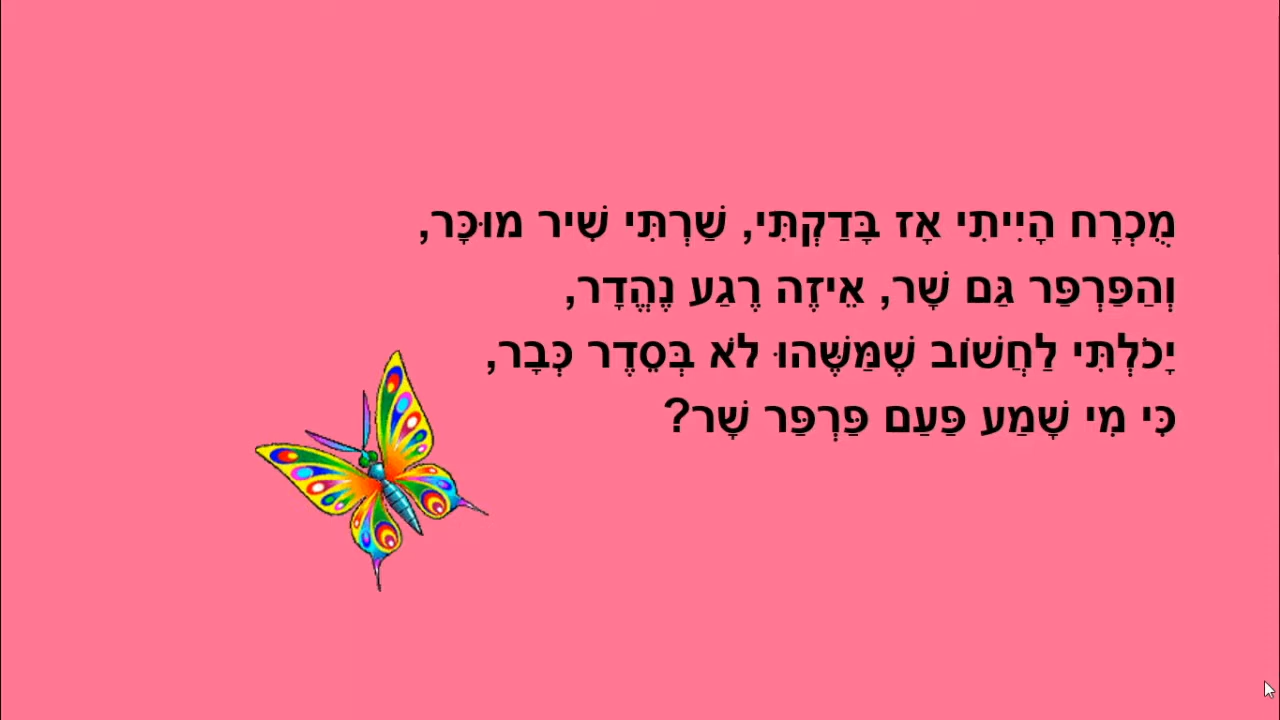 מֻכְרָח הָיִיתִי אָז בָּדַקְתִּי, שַׁרְתִּי שִׁיר מוּכָּר,
וְהַפַּרְפַּר גַּם שָׁר, אֵיזֶה רֶגַע נֶהֱדָר,
יָכֹלְתִּי לַחֲשׁוֹב שֶׁמַּשֶּׁהוּ לֹא בְּסֵדֶר כְּבָר,
כִּי מִי שָׁמַע פַּעַם פַּרְפַּר שָׁר?